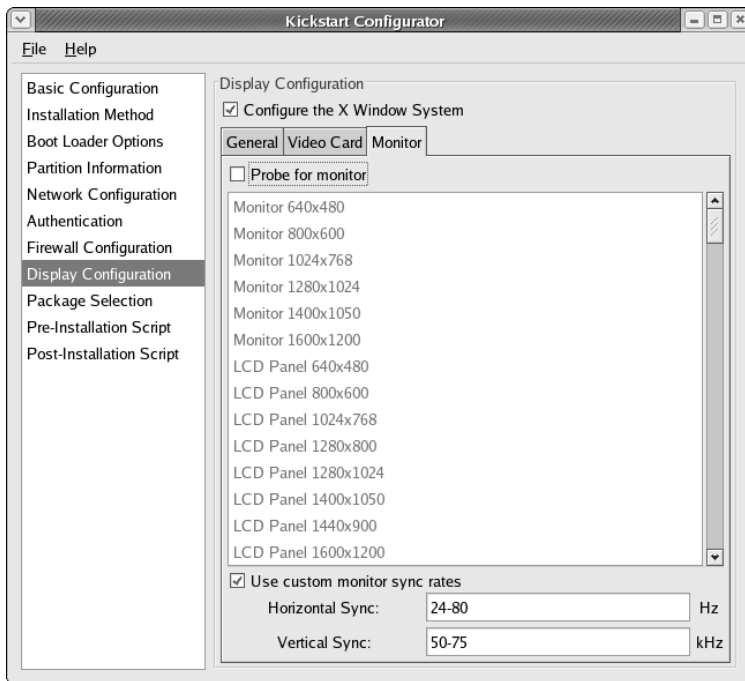 Kickstart Configurator
File Help
Basic Configuration
Installation Method
Boot Loader Options
Partition Information
Network Configuration
Authentication
Firewall Configuration
Display Configuration
Package Selection
Pre-Installation Script
Post-Installation Script
Display Configuration
Configure the X Window System
General Video Card Monitor
Probe for monitor
Monitor 640x480
Monitor 800x600
Monitor 1024x768
Monitor 1280x1024
Monitor 1400x1050
Monitor 1600x1200
LCD Panel 640x480
LCD Panel 800x600
LCD Panel 1024x768
LCD Panel 1280x800
LCD Panel 1280x1024
LCD Panel 1400x1050
LCD Panel 1440x900
LCD Panel 1600x1200
Use custom monitor sync rates
Horizontal Sync: 24-80 Hz
Vertical Sync: 50-75 kHz